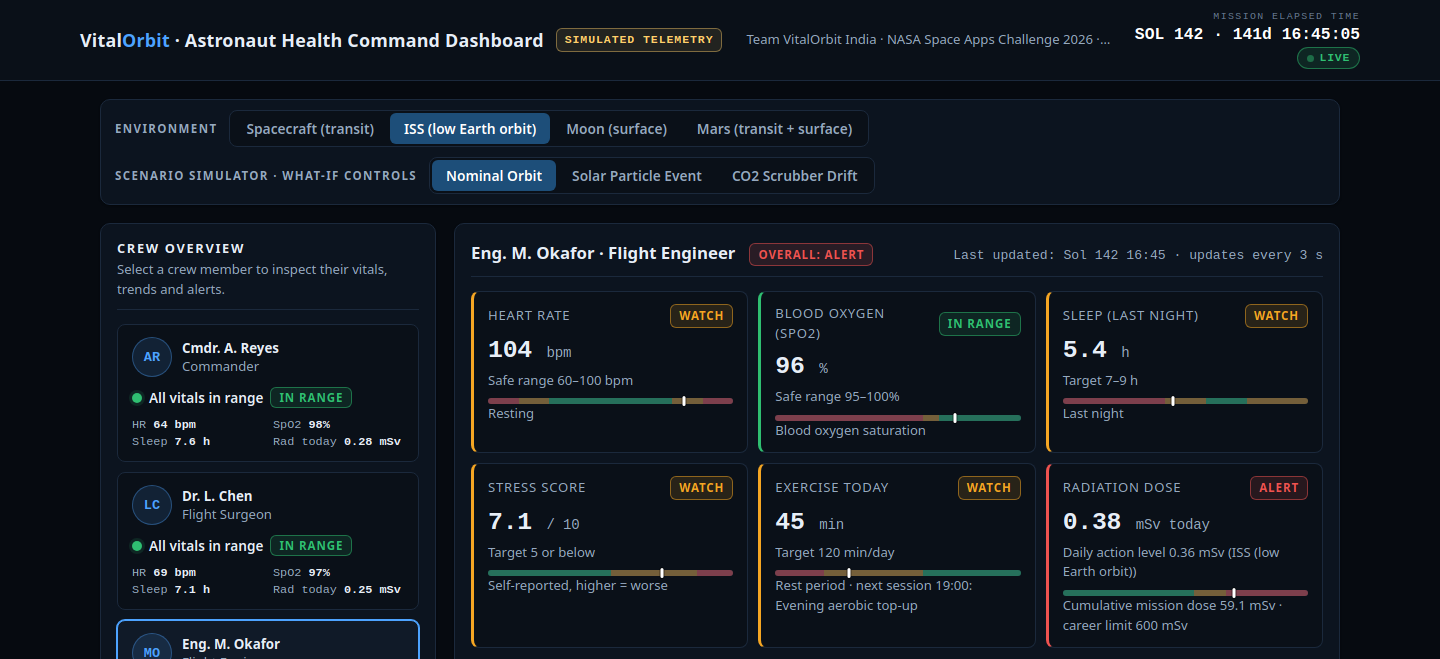 VitalOrbit · Astronaut Health Command Dashboard
SIMULATED TELEMETRY
Team VitalOrbit India · NASA Space Apps Challenge 2026 ·...
MISSION ELAPSED TIME
SOL 142 · 141d 16:45:05
LIVE
ENVIRONMENT
Spacecraft (transit)
ISS (low Earth orbit)
Moon (surface)
Mars (transit + surface)
SCENARIO SIMULATOR · WHAT-IF CONTROLS
Nominal Orbit
Solar Particle Event
CO2 Scrubber Drift
CREW OVERVIEW
Select a crew member to inspect their vitals,
trends and alerts.
AR
Cmdr. A. Reyes
Commander
All vitals in range
IN RANGE
HR 64 bpm
SpO2 98%
Sleep 7.6 h
Rad today 0.28 mSv
LC
Dr. L. Chen
Flight Surgeon
All vitals in range
IN RANGE
HR 69 bpm
SpO2 97%
Sleep 7.1 h
Rad today 0.25 mSv
MO
Eng. M. Okafor
Eng. M. Okafor · Flight Engineer
OVERALL: ALERT
Last updated: Sol 142 16:45 · updates every 3 s
HEART RATE
WATCH
104 bpm
Safe range 60–100 bpm
Resting
BLOOD OXYGEN
(SPO2)
IN RANGE
96 %
Safe range 95–100%
Blood oxygen saturation
SLEEP (LAST NIGHT)
WATCH
5.4 h
Target 7–9 h
Last night
STRESS SCORE
WATCH
7.1 / 10
Target 5 or below
Self-reported, higher = worse
EXERCISE TODAY
WATCH
45 min
Target 120 min/day
Rest period · next session 19:00:
Evening aerobic top-up
RADIATION DOSE
ALERT
0.38 mSv today
Daily action level 0.36 mSv (ISS (low
Earth orbit))
Cumulative mission dose 59.1 mSv ·
career limit 600 mSv